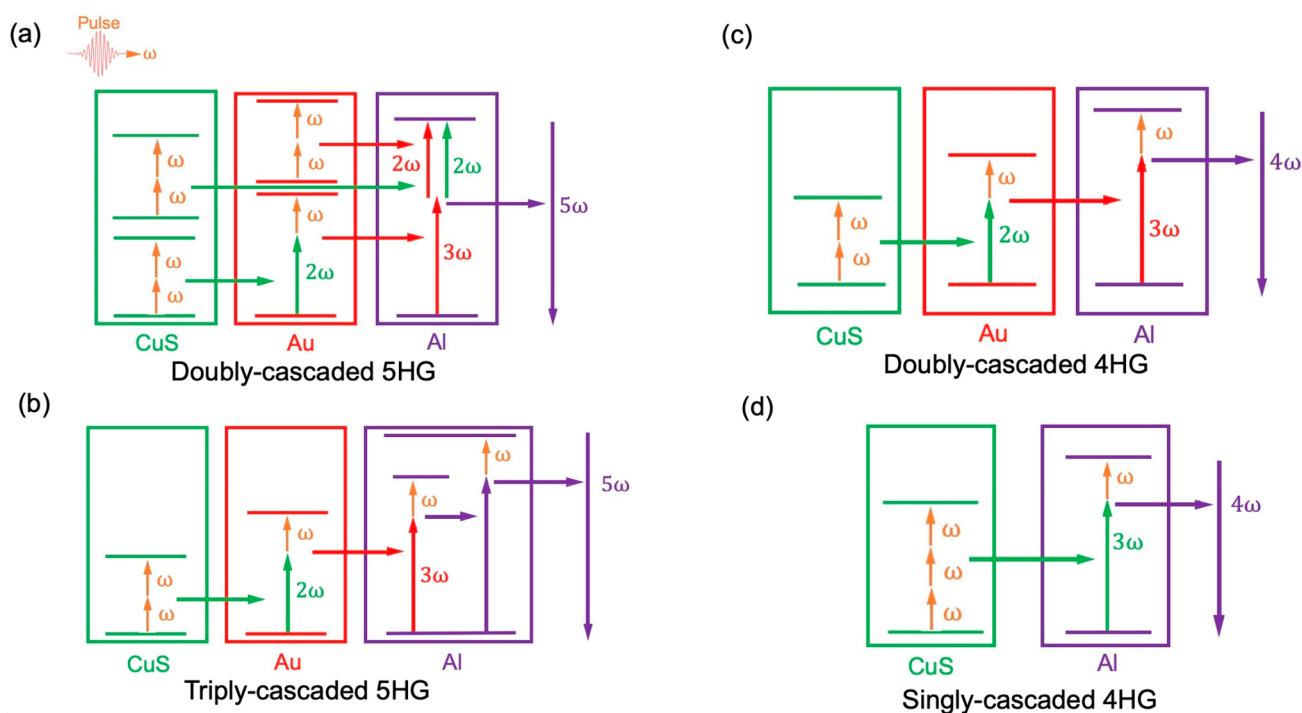 (a)
Pulse
ω
ω
ω
ω
ω
ω
ω
ω
2ω
2ω
2ω
3ω
5ω
CuS
Au
Al
Doubly-cascaded 5HG
(b)
ω
ω
ω
2ω
ω
3ω
ω
5ω
CuS
Au
Al
Triply-cascaded 5HG
(c)
ω
ω
ω
2ω
ω
3ω
4ω
CuS
Au
Al
Doubly-cascaded 4HG
(d)
ω
ω
ω
ω
3ω
4ω
CuS
Al
Singly-cascaded 4HG